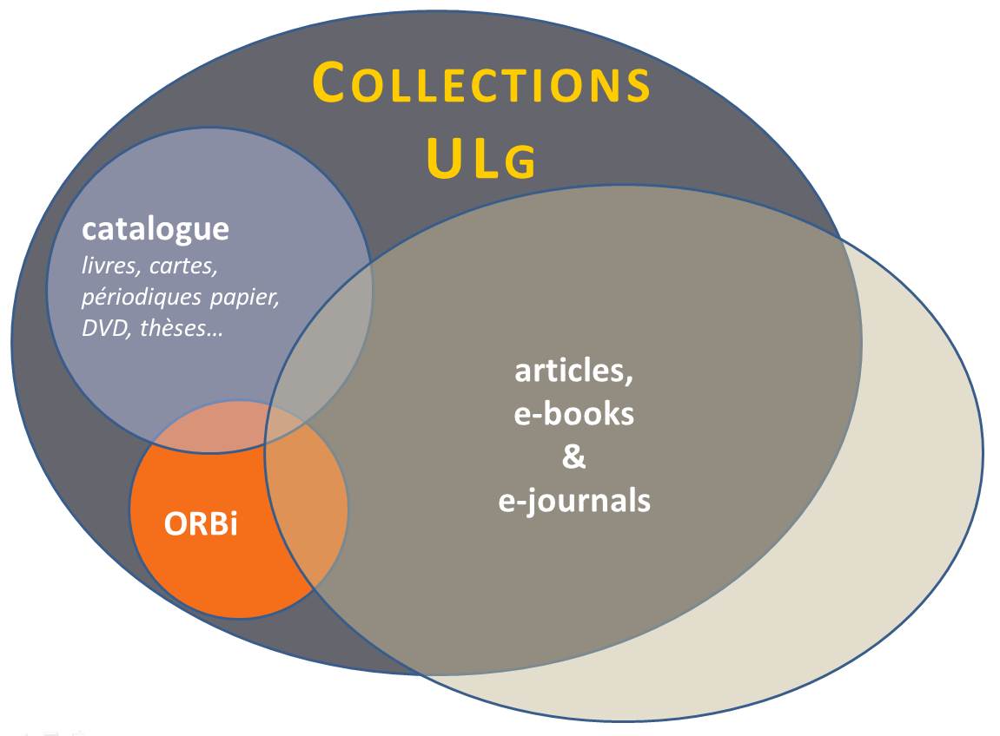 COLLECTIONS
ULG
catalogue
livres, cartes,
périodiques papier,
DVD, thèses...
articles,
e-books
&
e-journals
ORBi